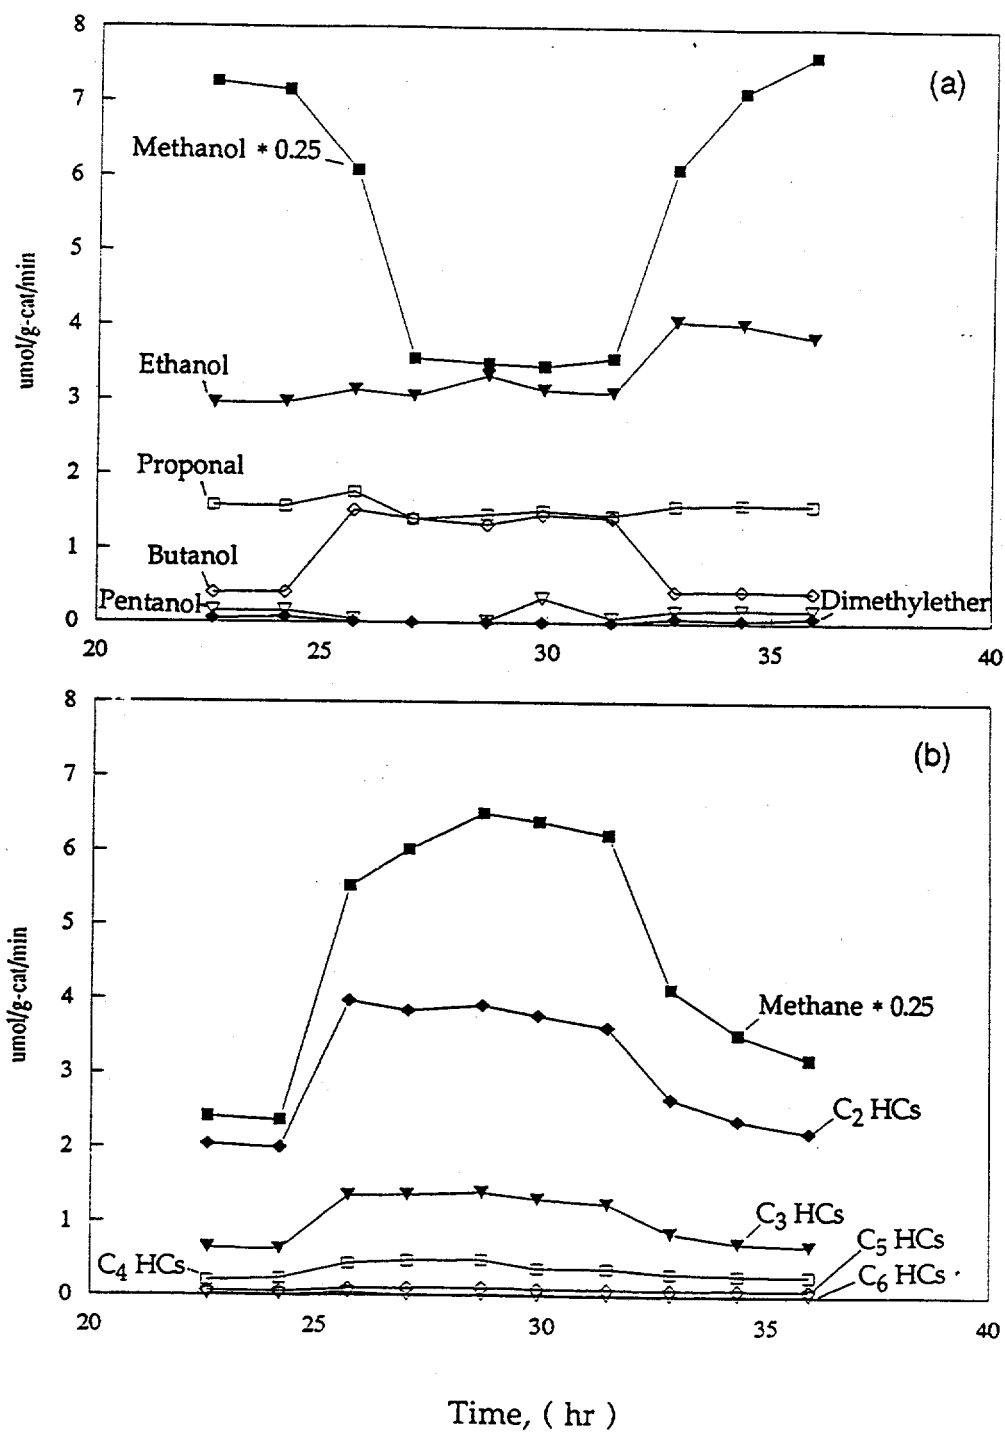 8
(a)
7
Methanol * 0.25
6
5
umol/g-cat/min
4
Ethanol
3
Proponal
2
Butanol
1
Pentanol
Dimethylether
0
20 25 30 35 40
8
(b)
7
6
5
umol/g-cat/min
4
Methane * 0.25
3
C2 HCs
2
C3 HCs
1
C5 HCs
C4 HCs
C6 HCs
0
20 25 30 35 40
Time, ( hr )